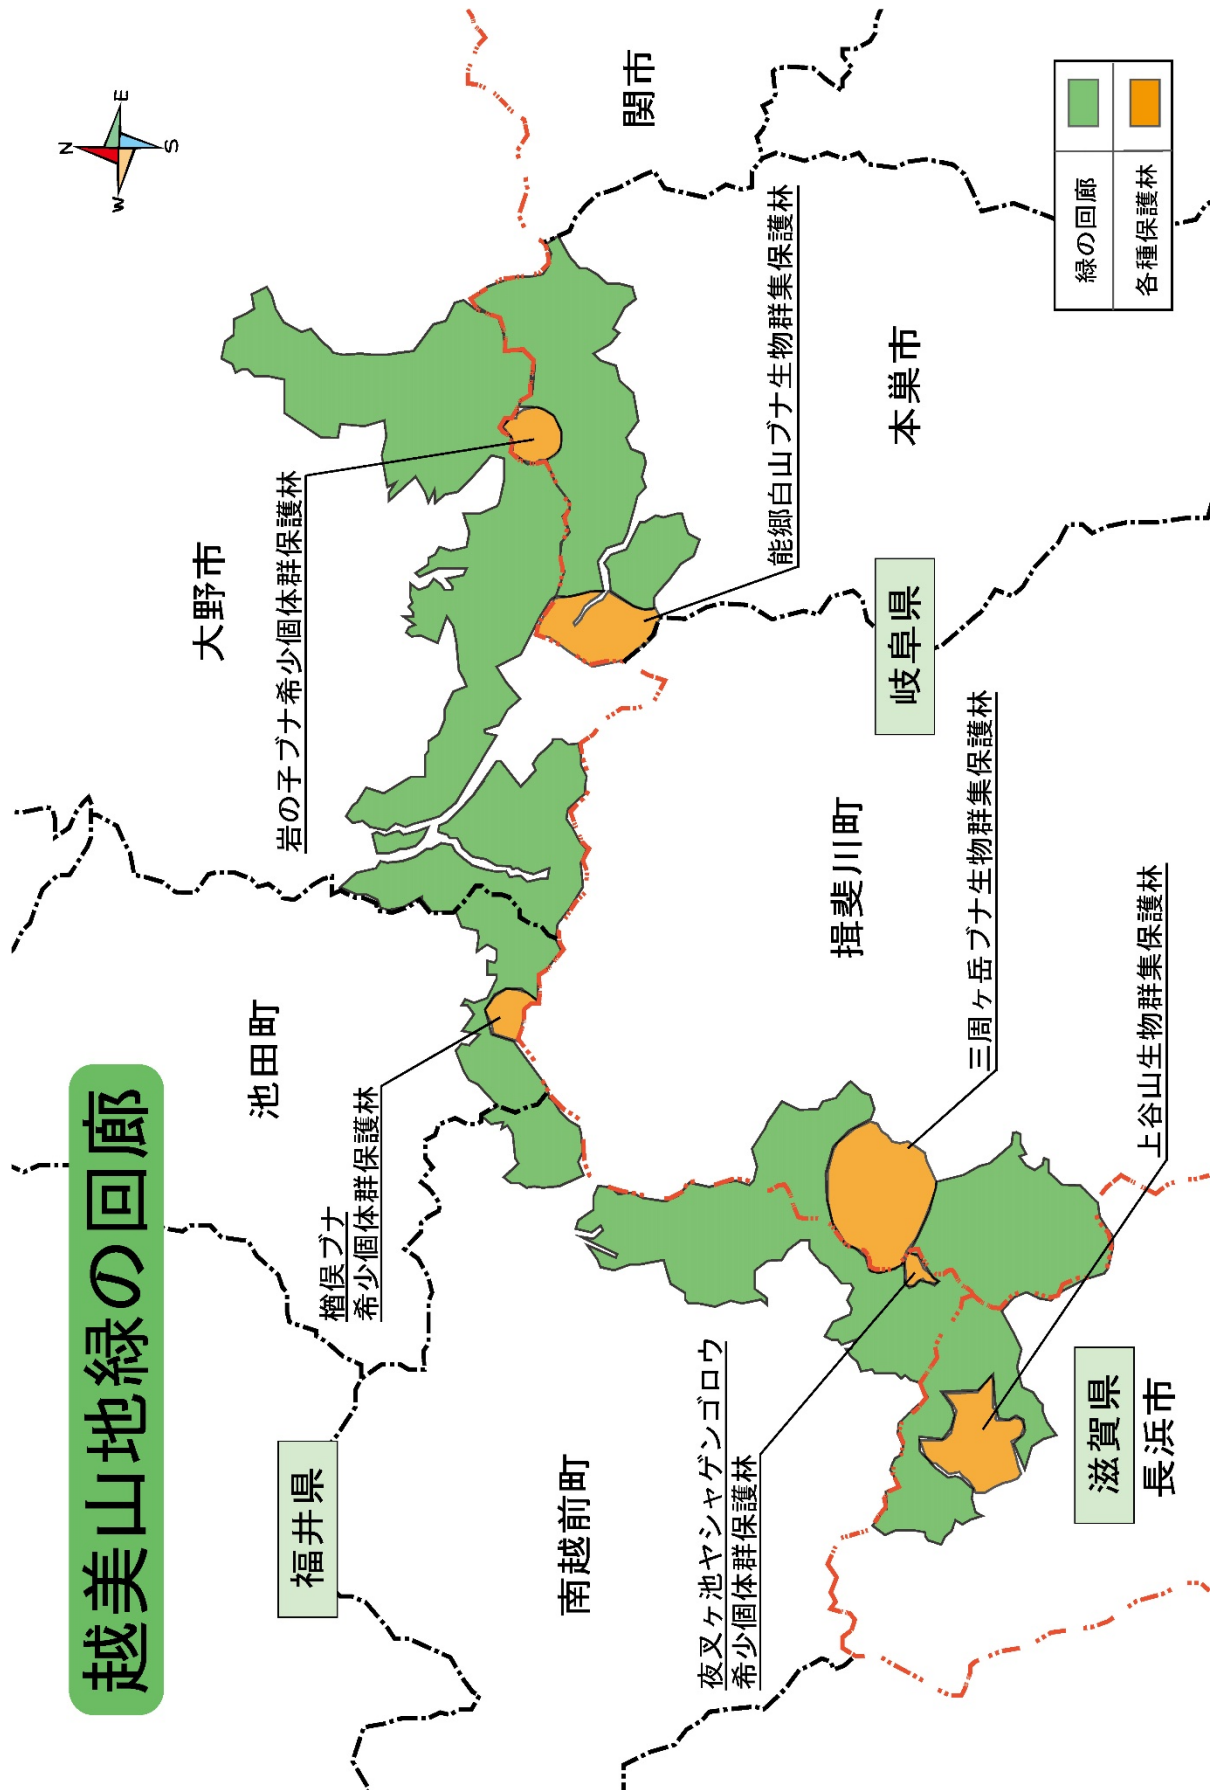 越美山地緑の回廊
N
E
S
W
福井県
池田町
大野市
関市
岩の子ブナ希少個体群保護林
楢俣ブナ
希少個体群保護林
能郷白山ブナ生物群集保護林
本巣市
岐阜県
揖斐川町
南越前町
三周ヶ岳ブナ生物群集保護林
夜叉ヶ池ヤシャゲンゴロウ
希少個体群保護林
上谷山生物群集保護林
滋賀県
長浜市
緑の回廊
各種保護林